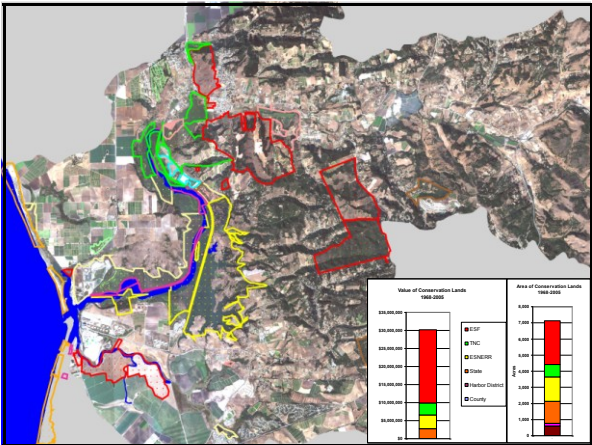 Value of Conservation Lands
1968-2005
$35,000,000
$30,000,000
$25,000,000
$20,000,000
$15,000,000
$10,000,000
$5,000,000
$0
ESF
TNC
ESNERR
State
Harbor District
County
Area of Conservation Lands
1968-2005
8,000
7,000
6,000
5,000
4,000
3,000
2,000
1,000
0